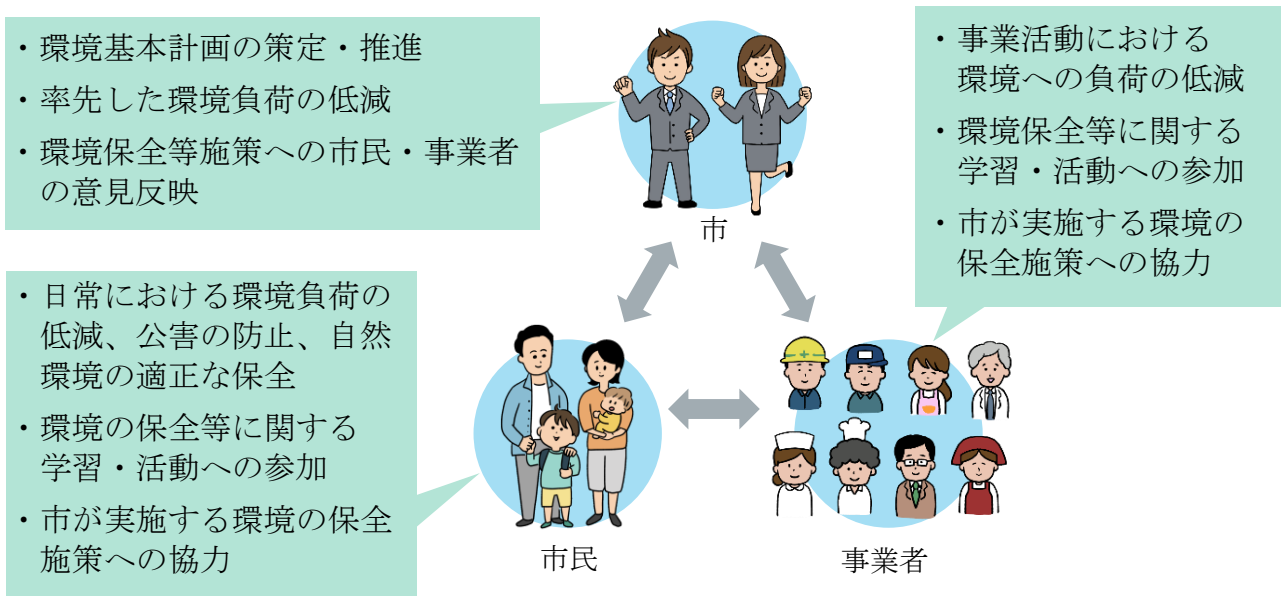 ・環境基本計画の策定・推進
・率先した環境負荷の低減
・環境保全等施策への市民・事業者
の意見反映
市
・事業活動における
環境への負荷の低減
・環境保全等に関する
学習・活動への参加
・市が実施する環境の
保全施策への協力
・日常における環境負荷の
低減、公害の防止、自然
環境の適正な保全
・環境の保全等に関する
学習・活動への参加
・市が実施する環境の保全
施策への協力
市民
事業者